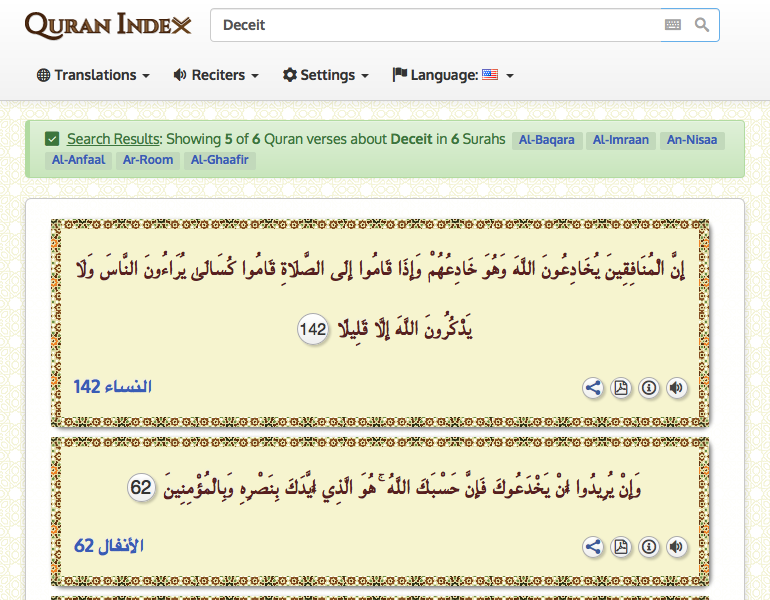 QURAN INDEX
Deceit
Translations
Reciters
Settings
Language:
Search Results: Showing 5 of 6 Quran verses about Deceit in 6 Surahs Al-Baqara Al-Imraan An-Nisaa
Al-Anfaal Ar-Room Al-Ghaafir
إِنَّ الْمُنَافِقِينَ يُخَادِعُونَ اللَّهَ وَهُوَ خَادِعُهُمْ وَإِذَا قَامُوا إِلَى الصَّلَاةِ قَامُوا كُسَالَىٰ يُرَاءُونَ النَّاسَ وَلَا
يَذْكُرُونَ اللَّهَ إِلَّا قَلِيلًا 142
النساء 142
وَإِنْ يُرِيدُوا أَنْ يَخْدَعُوكَ فَإِنَّ حَسْبَكَ اللَّهُ ۚ هُوَ الَّذِي أَيَّدَكَ بِنَصْرِهِ وَبِالْمُؤْمِنِينَ 62
الأنفال 62